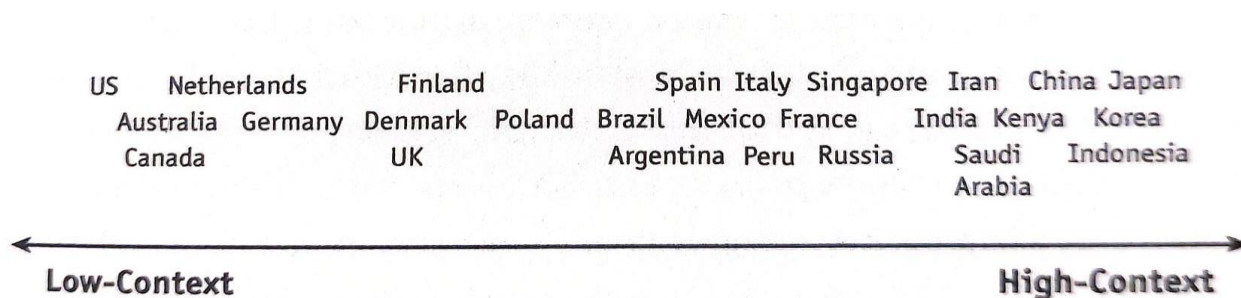 US Netherlands Finland Spain Italy Singapore Iran China Japan
Australia Germany Denmark Poland Brazil Mexico France India Kenya Korea
Canada UK Argentina Peru Russia Saudi Indonesia
Arabia
Low-Context High-Context